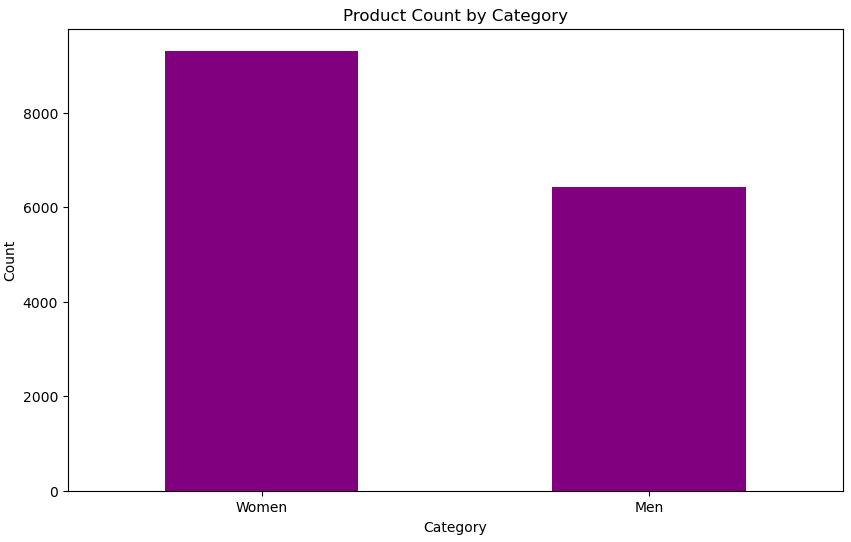 Product Count by Category
8000
6000
4000
2000
0
Count
Women
Men
Category